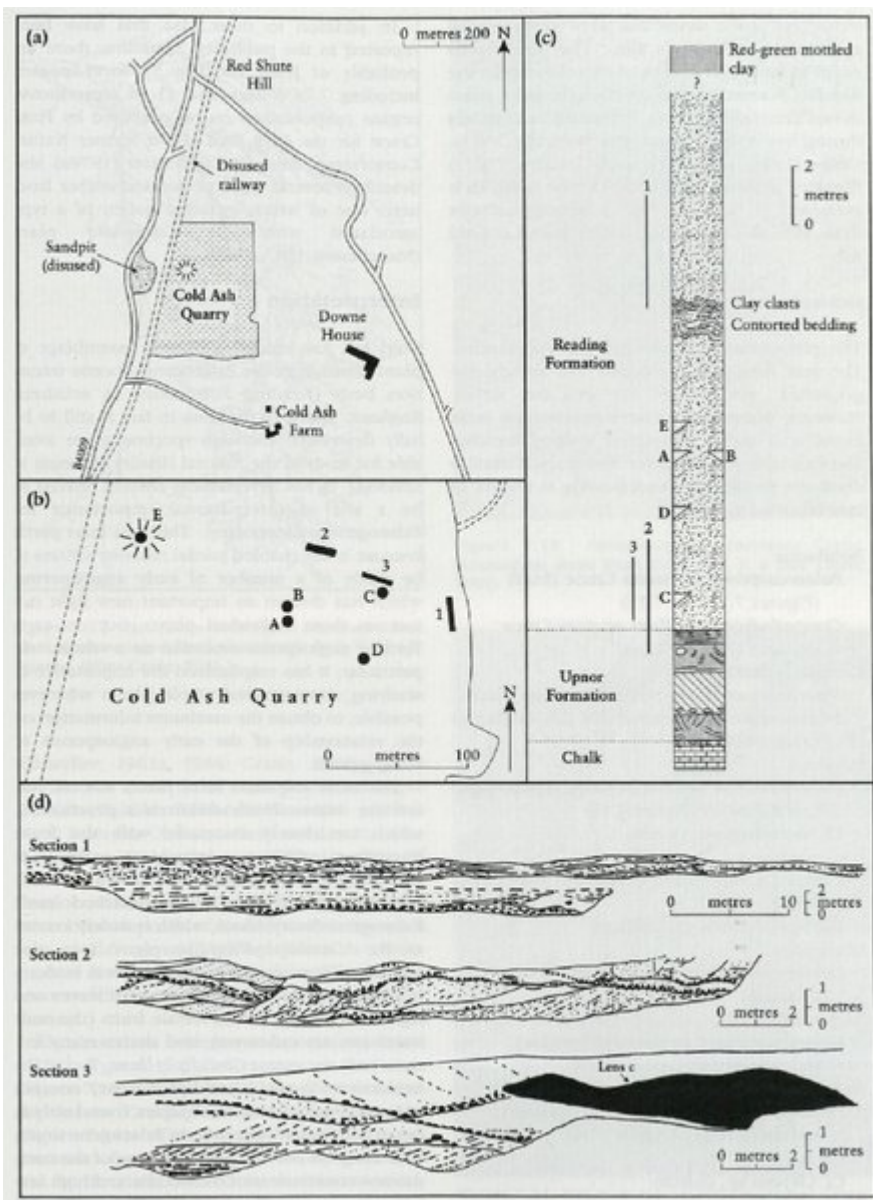 (a)
0 metres 200
N
Red Shute
Hill
Disused
railway
Sandpit
(disused)
Cold Ash
Quarry
Downe
House
Cold Ash
Farm
B4009
(b)
E
2
3
B
C
A
1
D
Cold Ash Quarry
N
0 metres 100
(c)
Red-green mottled
clay
?
2
metres
0
1
Clay clasts
Contorted bedding
Reading
Formation
E
A
B
D
2
3
C
Upnor
Formation
Chalk
(d)
Section 1
0 metres 10
2
metres
0
Section 2
0 metres 2
1
metres
0
Section 3
Lens c
0 metres 2
1
metres
0